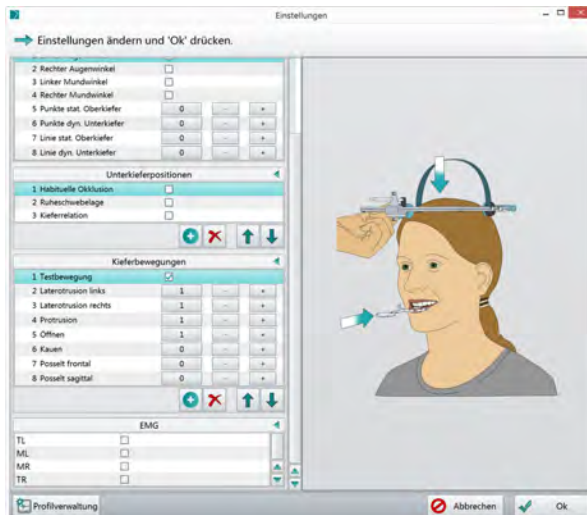 Einstellungen
Einstellungen ändern und 'Ok' drücken.
2 Rechter Augenwinkel
3 Linker Mundwinkel
4 Rechter Mundwinkel
5 Punkte stat. Oberkiefer 0 - +
6 Punkte dyn. Unterkiefer 0 - +
7 Linie stat. Oberkiefer 0 - +
8 Linie dyn. Unterkiefer 0 - +
Unterkieferpositionen
1 Habituelle Okklusion
2 Ruheschwebelage
3 Kieferrelation
Kieferbewegungen
1 Testbewegung
2 Laterotrusion links 1 - +
3 Laterotrusion rechts 1 - +
4 Protrusion 1 - +
5 Öffnen 1 - +
6 Kauen 0 - +
7 Posselt frontal 0 - +
8 Posselt sagittal 0 - +
EMG
TL
ML
MR
TR
Profilverwaltung Abbrechen Ok